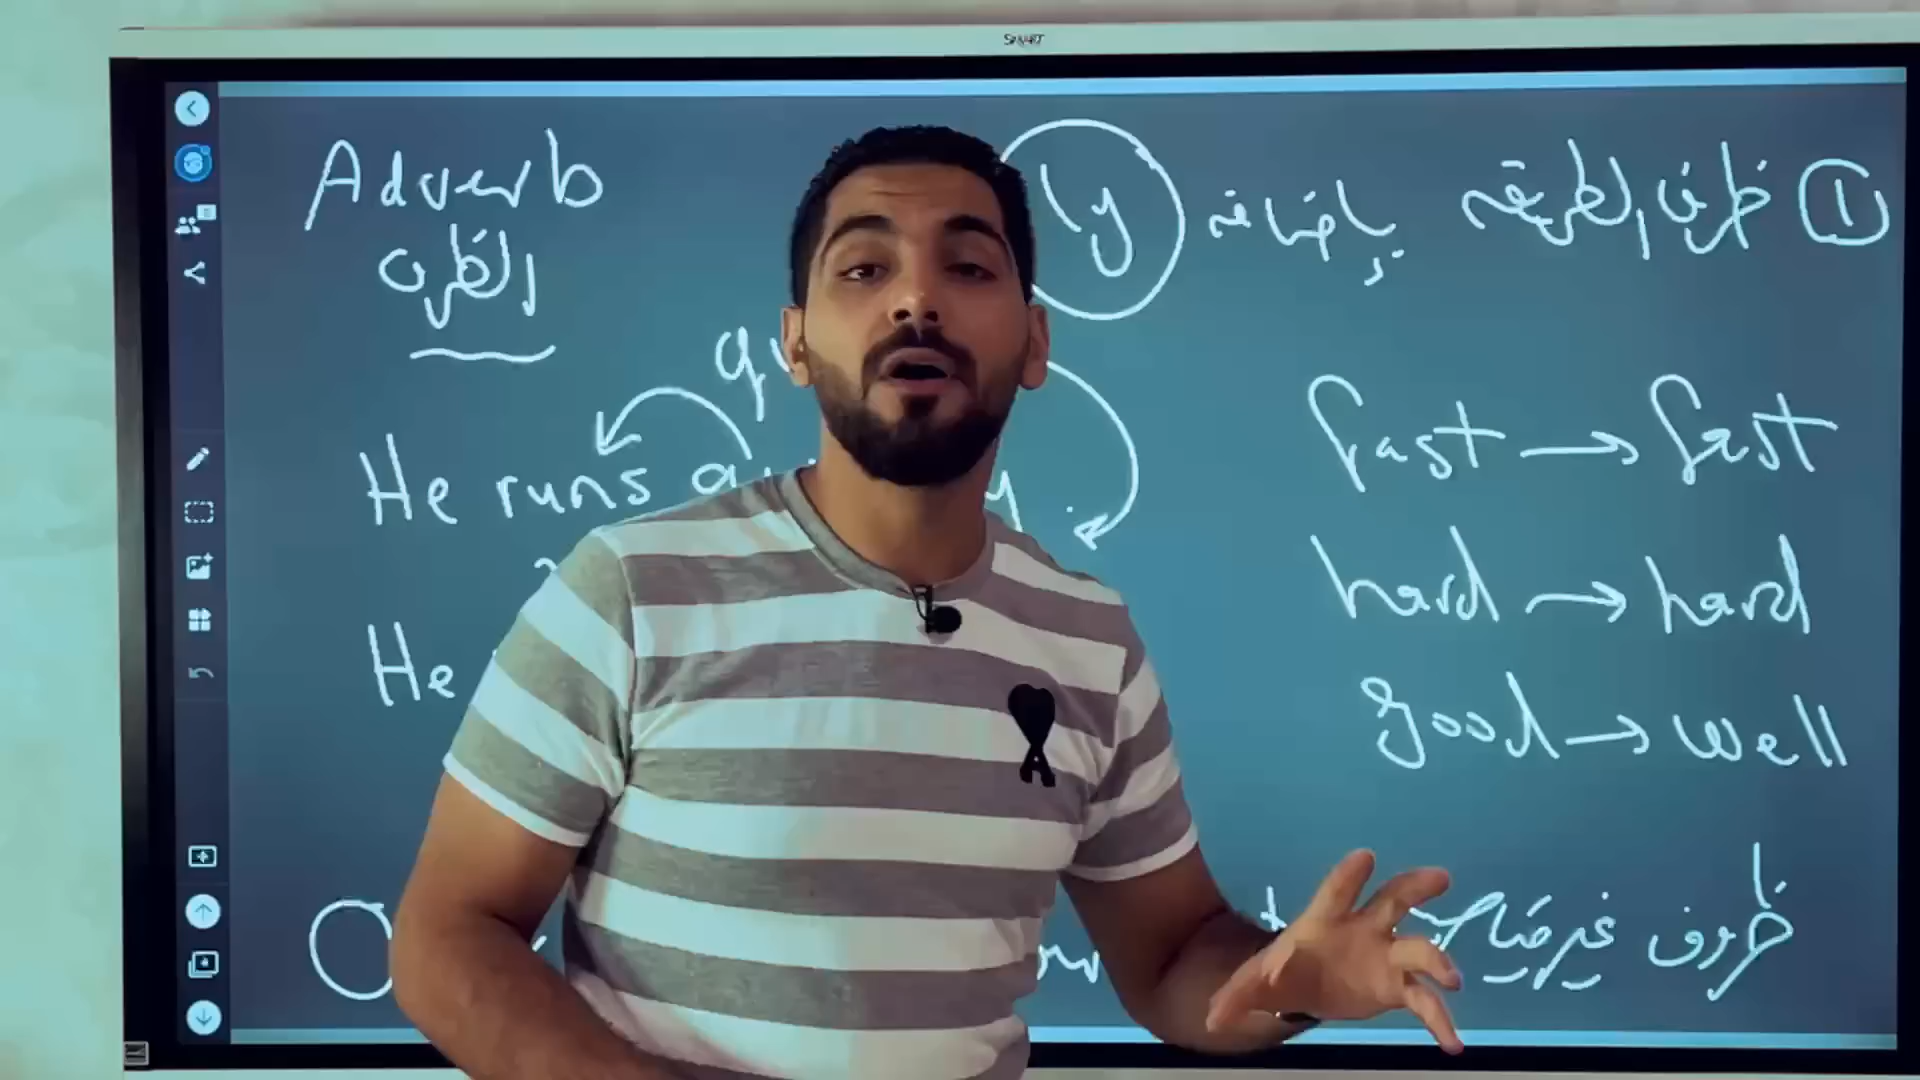 SMART
Adverb
الظرف
① ظرف الطريقة بإضافة ly
He runs
He
fast → fast
hard → hard
good → well
ظروف غير قياسية